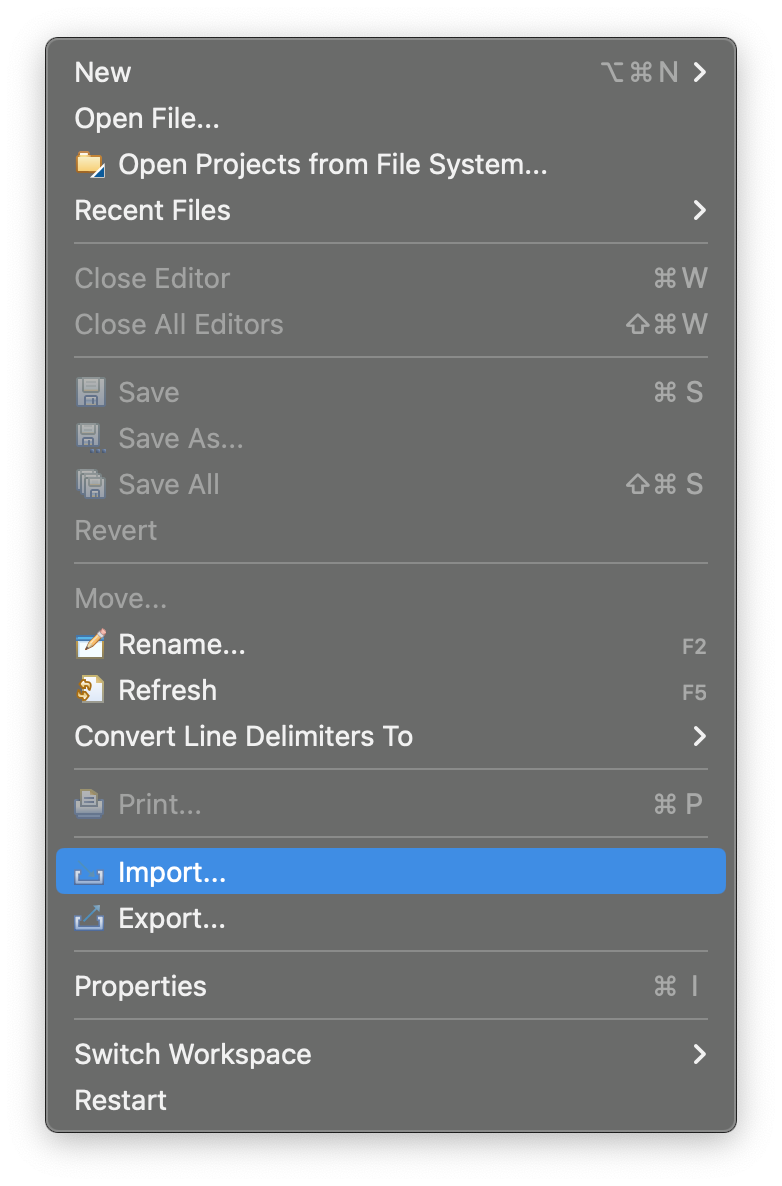 New ⌥⌘N
Open File...
Open Projects from File System...
Recent Files
Close Editor ⌘W
Close All Editors ⇧⌘W
Save ⌘S
Save As...
Save All ⇧⌘S
Revert
Move...
Rename... F2
Refresh F5
Convert Line Delimiters To
Print... ⌘P
Import...
Export...
Properties ⌘I
Switch Workspace
Restart